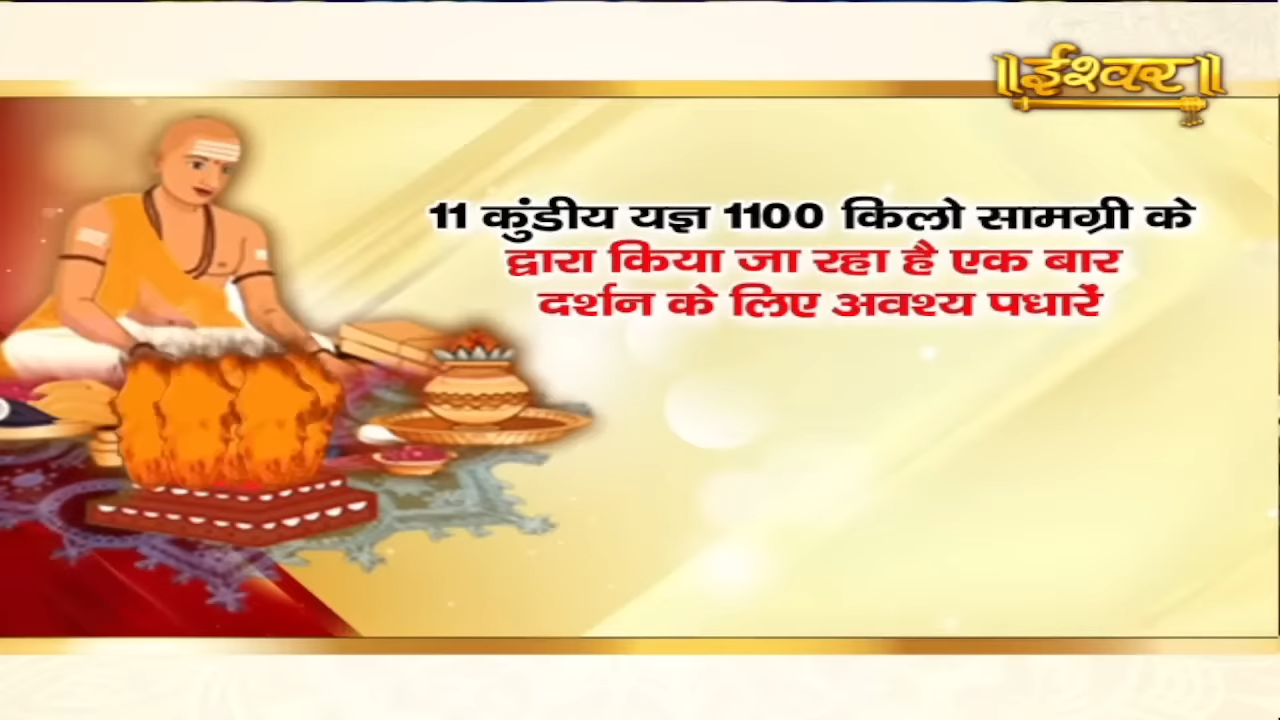 ॥ईश्वर॥
11 कुंडीय यज्ञ 1100 किलो सामग्री के
द्वारा किया जा रहा है एक बार
दर्शन के लिए अवश्य पधारें